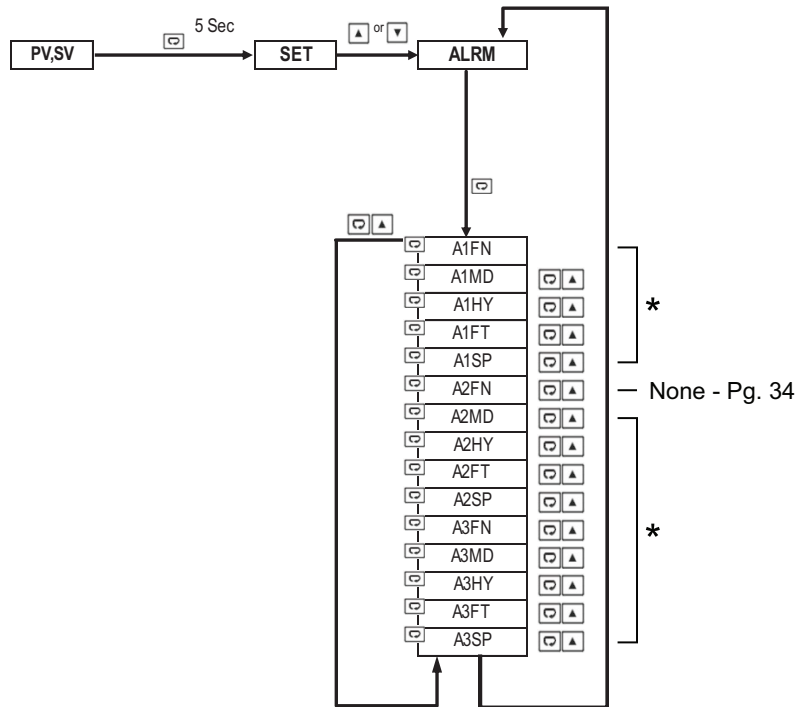 5 Sec
or
PV,SV
SET
ALRM
A1FN
A1MD
A1HY
*
A1FT
A1SP
A2FN
None - Pg. 34
A2MD
A2HY
A2FT
A2SP
A3FN
*
A3MD
A3HY
A3FT
A3SP